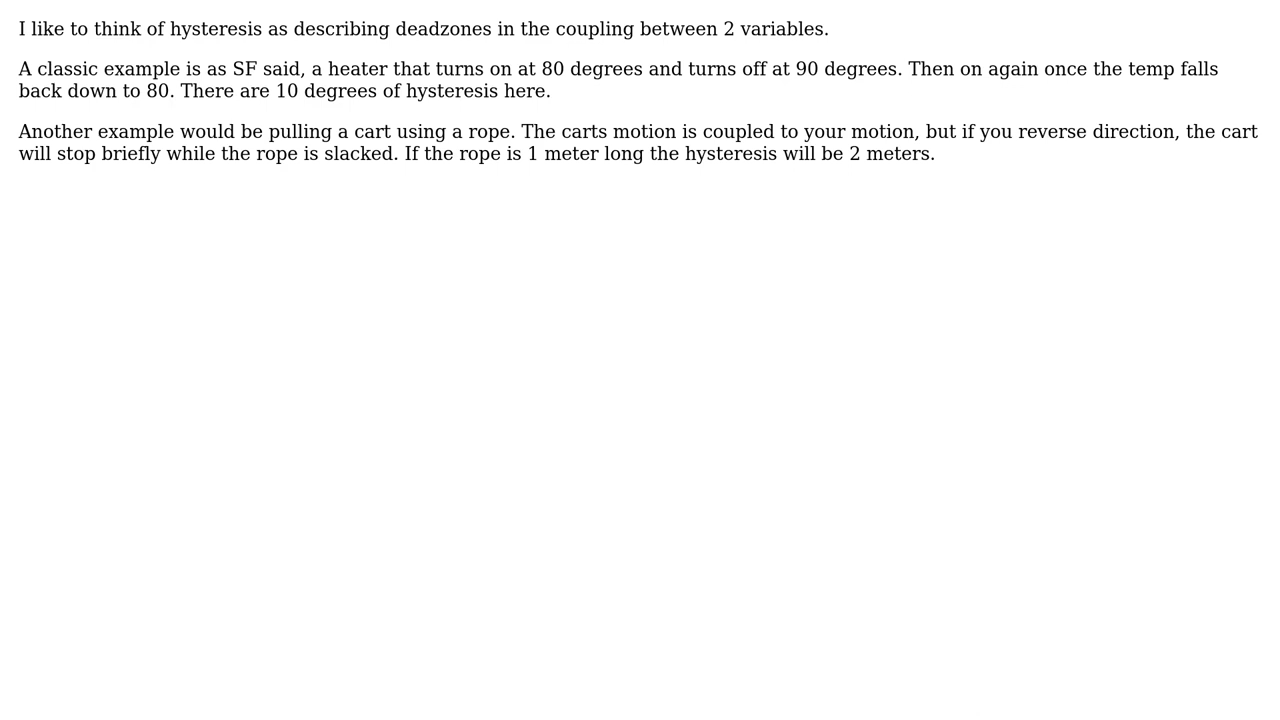 I like to think of hysteresis as describing deadzones in the coupling between 2 variables.
A classic example is as SF said, a heater that turns on at 80 degrees and turns off at 90 degrees. Then on again once the temp falls
back down to 80. There are 10 degrees of hysteresis here.
Another example would be pulling a cart using a rope. The carts motion is coupled to your motion, but if you reverse direction, the cart
will stop briefly while the rope is slacked. If the rope is 1 meter long the hysteresis will be 2 meters.